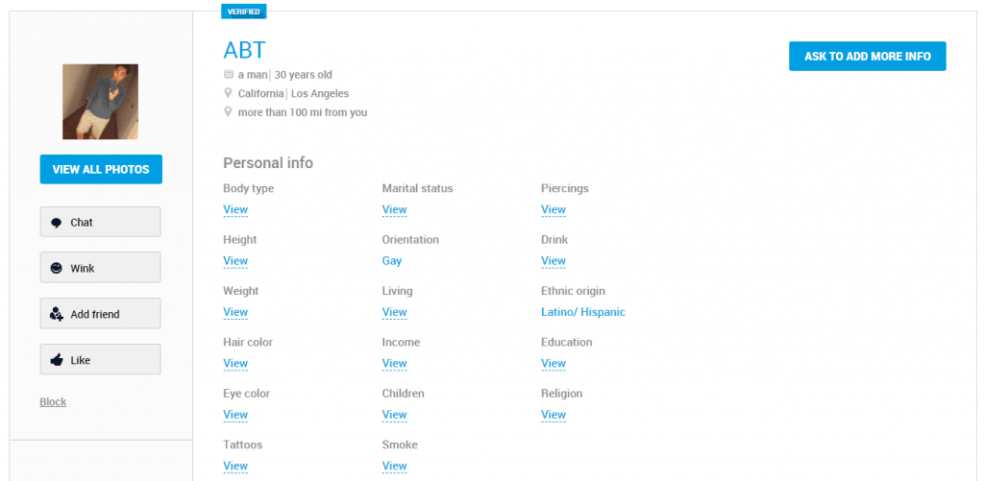 VERIFIED
ABT
a man| 30 years old
California| Los Angeles
more than 100 mi from you
ASK TO ADD MORE INFO
VIEW ALL PHOTOS
Chat
Wink
Add friend
Like
Block
Personal info
Body type Marital status Piercings
View View View
Height Orientation Drink
View Gay View
Weight Living Ethnic origin
View View Latino/ Hispanic
Hair color Income Education
View View View
Eye color Children Religion
View View View
Tattoos Smoke
View View